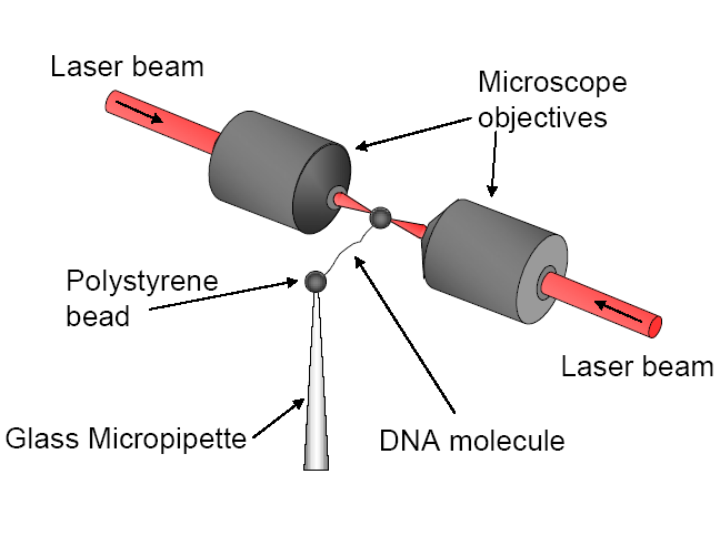 Laser beam
Microscope
objectives
Polystyrene
bead
Laser beam
Glass Micropipette
DNA molecule